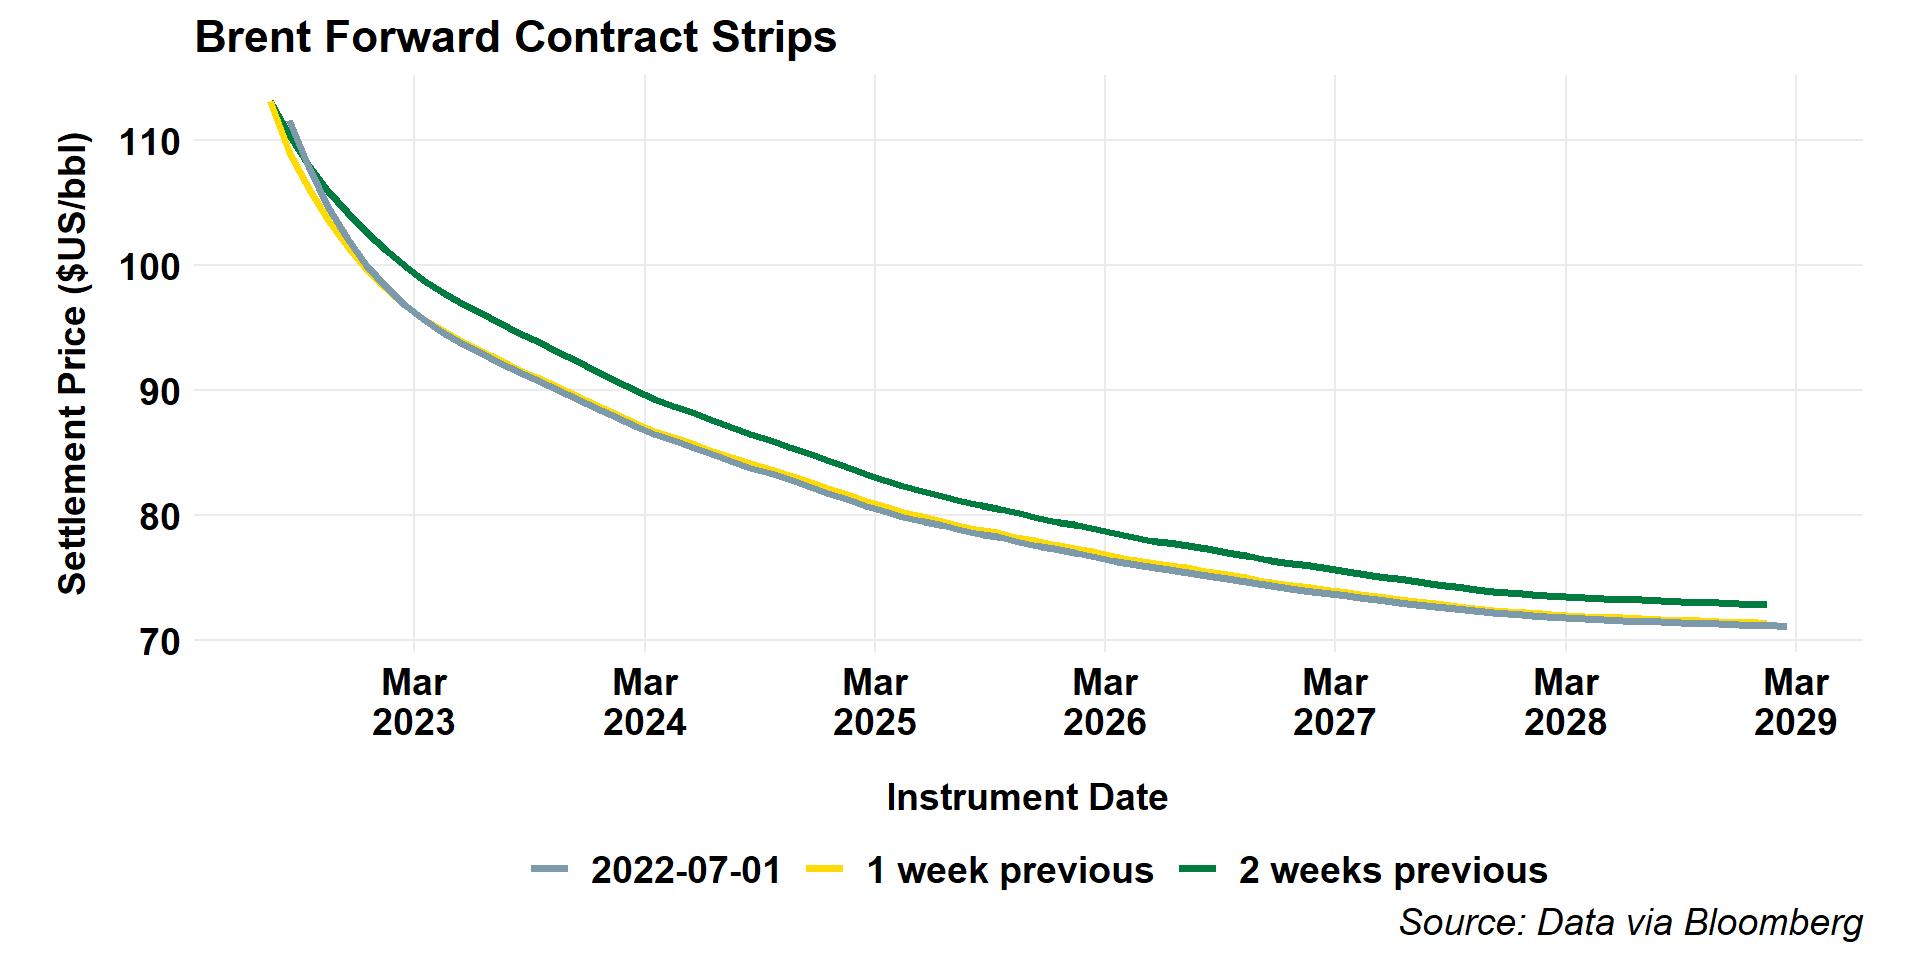 Brent Forward Contract Strips
Settlement Price ($US/bbl)
110
100
90
80
70
Mar 2023
Mar 2024
Mar 2025
Mar 2026
Mar 2027
Mar 2028
Mar 2029
Instrument Date
2022-07-01
1 week previous
2 weeks previous
Source: Data via Bloomberg